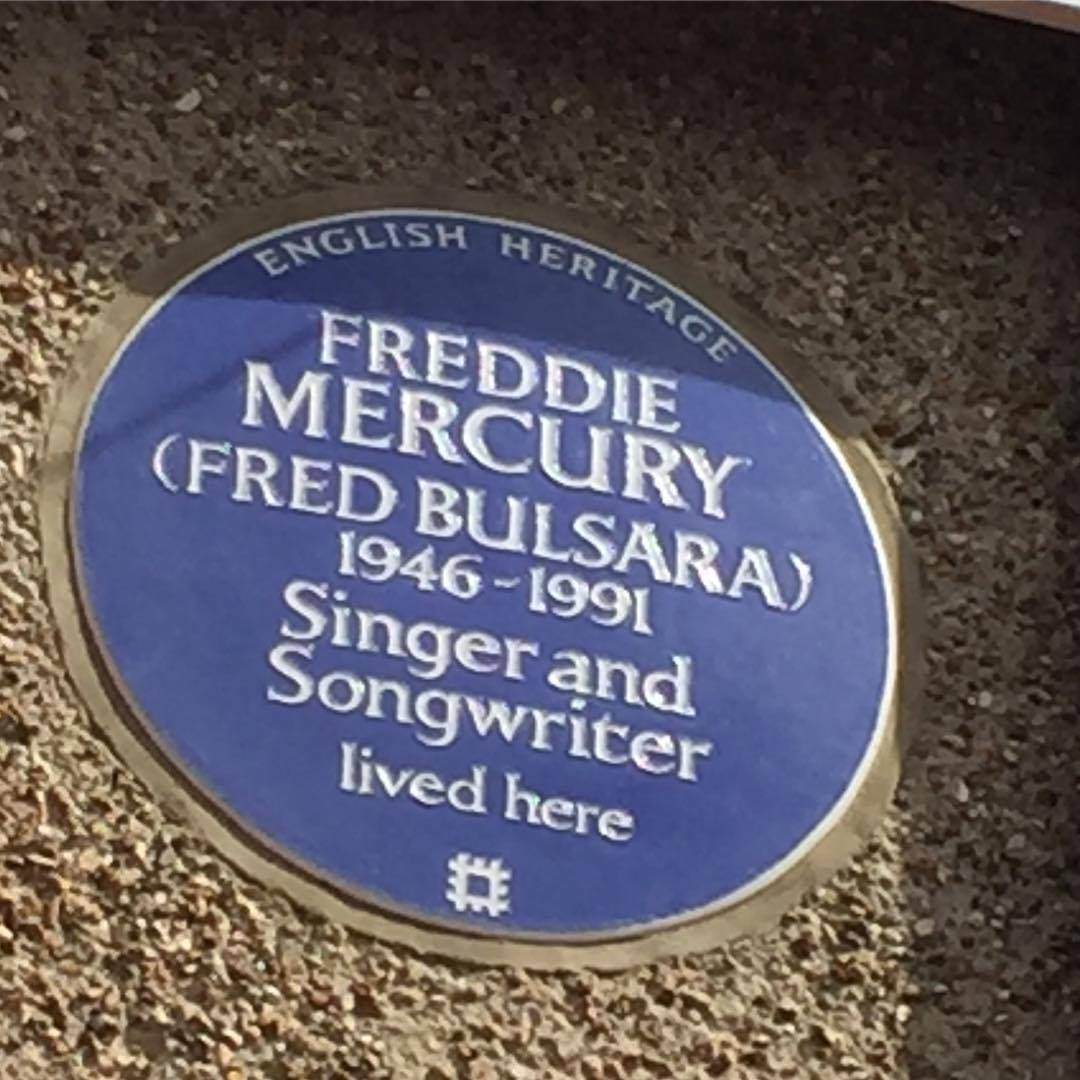 ENGLISH HERITAGE
FREDDIE
MERCURY
(FRED BULSARA)
1946-1991
Singer and
Songwriter
lived here